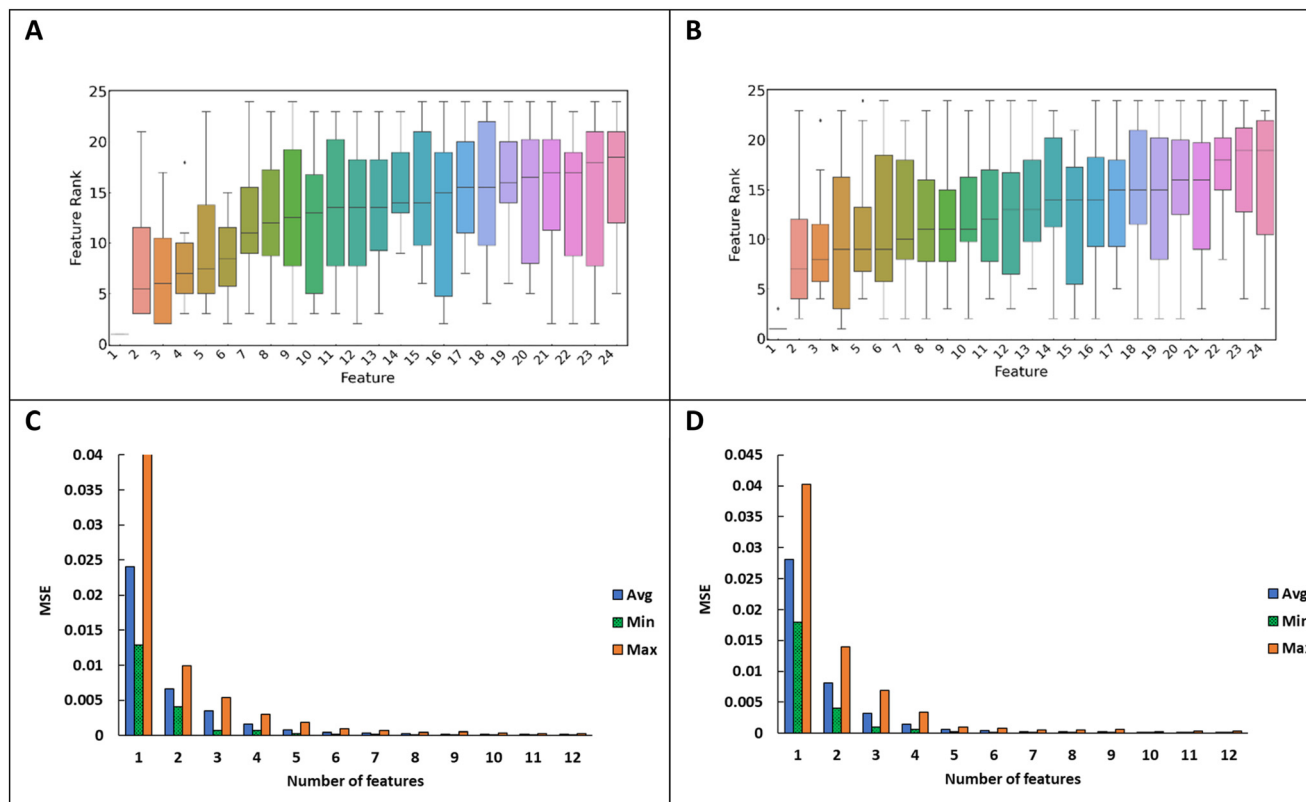 A
25
20
15
10
5
0
Feature Rank
1 2 3 4 5 6 7 8 9 10 11 12 13 14 15 16 17 18 19 20 21 22 23 24
Feature
B
25
20
15
10
5
0
Feature Rank
1 2 3 4 5 6 7 8 9 10 11 12 13 14 15 16 17 18 19 20 21 22 23 24
Feature
C
0.04
0.035
0.03
0.025
0.02
0.015
0.01
0.005
0
MSE
1 2 3 4 5 6 7 8 9 10 11 12
Number of features
Avg
Min
Max
D
0.045
0.04
0.035
0.03
0.025
0.02
0.015
0.01
0.005
0
MSE
1 2 3 4 5 6 7 8 9 10 11 12
Number of features
Avg
Min
Max